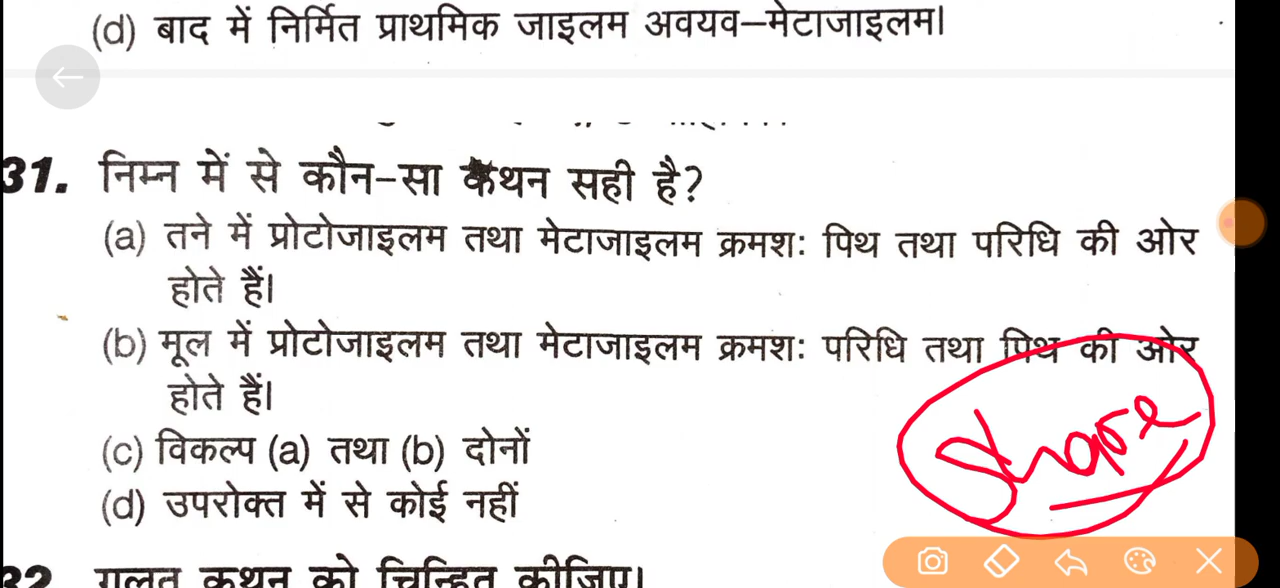 (d) बाद में निर्मित प्राथमिक जाइलम अवयव–मेटाजाइलम।
31. निम्न में से कौन-सा कथन सही है?
(a) तने में प्रोटोजाइलम तथा मेटाजाइलम क्रमशः पिथ तथा परिधि की ओर
होते हैं।
(b) मूल में प्रोटोजाइलम तथा मेटाजाइलम क्रमशः परिधि तथा पिथ की ओर
होते हैं।
(c) विकल्प (a) तथा (b) दोनों
(d) उपरोक्त में से कोई नहीं
Share
32 गलत कथन को चिन्हित कीजिए।